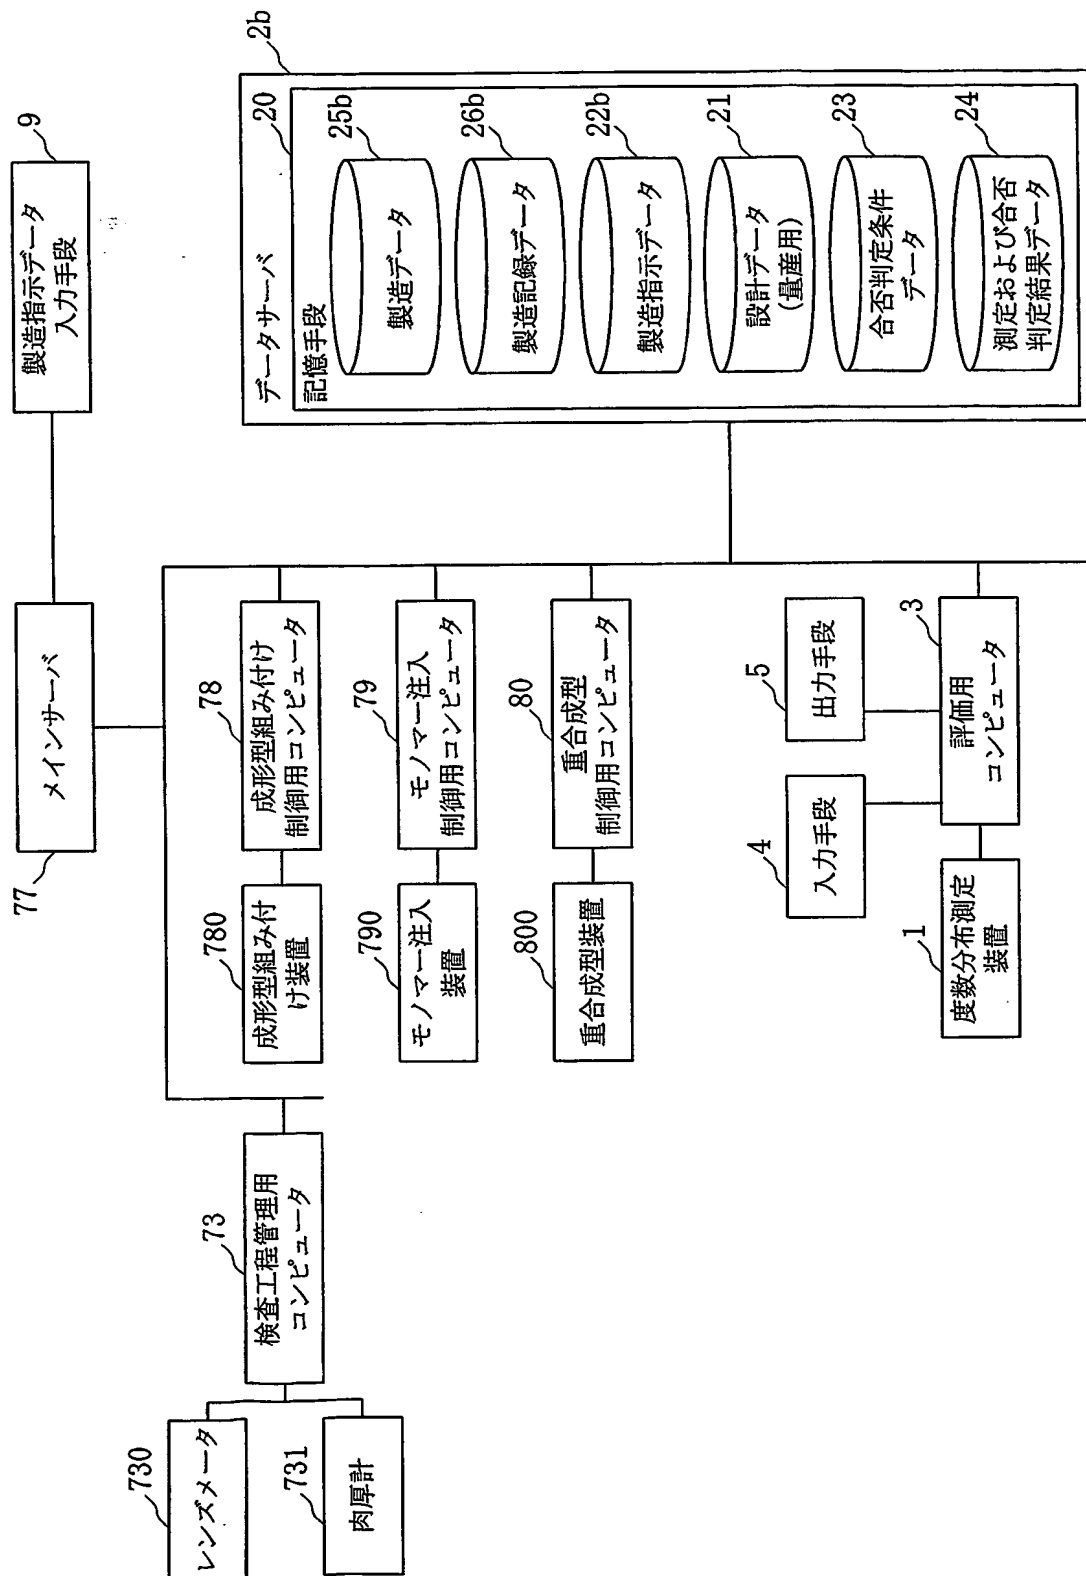 9
製造指示データ
入力手段
77
メインサーバ
2b
データサーバ
20
記憶手段
25b
製造データ
26b
製造記録データ
22b
製造指示データ
21
設計データ
(量産用)
23
合否判定条件
データ
24
測定および合否
判定結果データ
78
成形型組み付け
制御用コンピュータ
780
成形型組み付
け装置
79
モノマー注入
制御用コンピュータ
790
モノマー注入
装置
80
重合成型
制御用コンピュータ
800
重合成型装置
5
出力手段
4
入力手段
3
評価用
コンピュータ
1
度数分布測定
装置
73
検査工程管理用
コンピュータ
730
レンズメータ
731
肉厚計